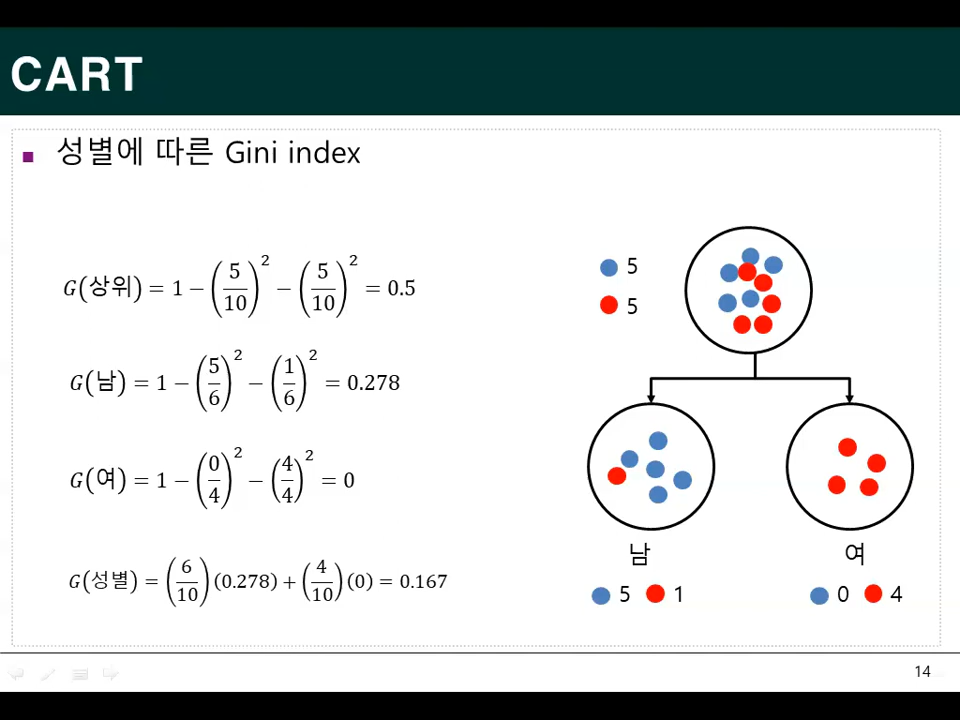 CART
성별에 따른 Gini index
G(상위) = 1 − (5/10)² − (5/10)² = 0.5
G(남) = 1 − (5/6)² − (1/6)² = 0.278
G(여) = 1 − (0/4)² − (4/4)² = 0
G(성별) = (6/10)(0.278) + (4/10)(0) = 0.167
5
5
남
여
5 1
0 4
14